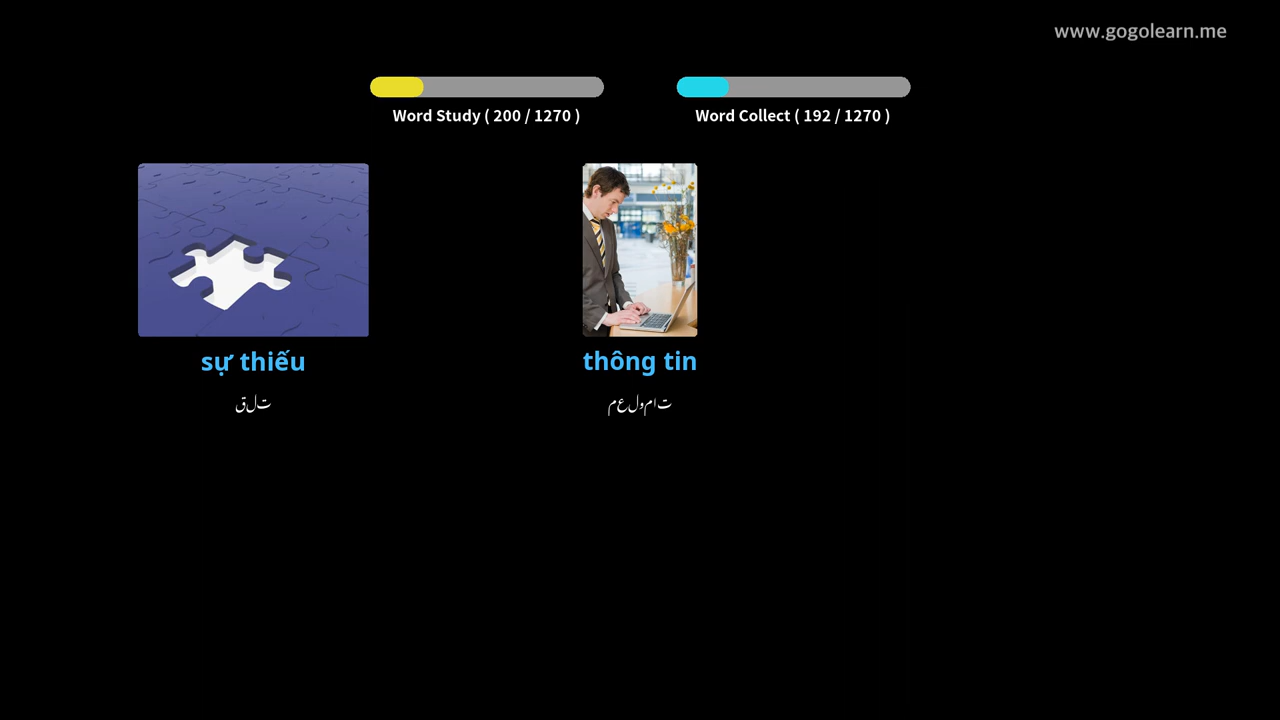 www.gogolearn.me
Word Study ( 200 / 1270 )
Word Collect ( 192 / 1270 )
sự thiếu
قلت
thông tin
معلومات